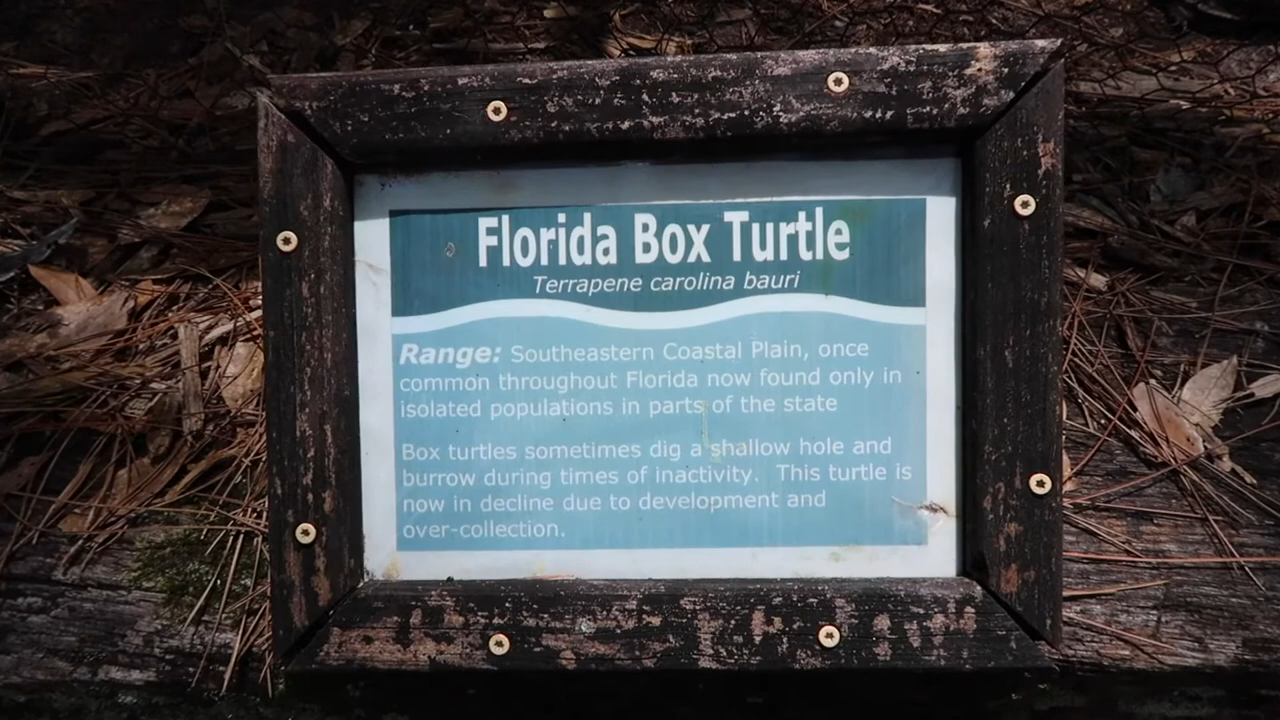 Florida Box Turtle
Terrapene carolina bauri
Range: Southeastern Coastal Plain, once
common throughout Florida now found only in
isolated populations in parts of the state
Box turtles sometimes dig a shallow hole and
burrow during times of inactivity.  This turtle is
now in decline due to development and
over-collection.